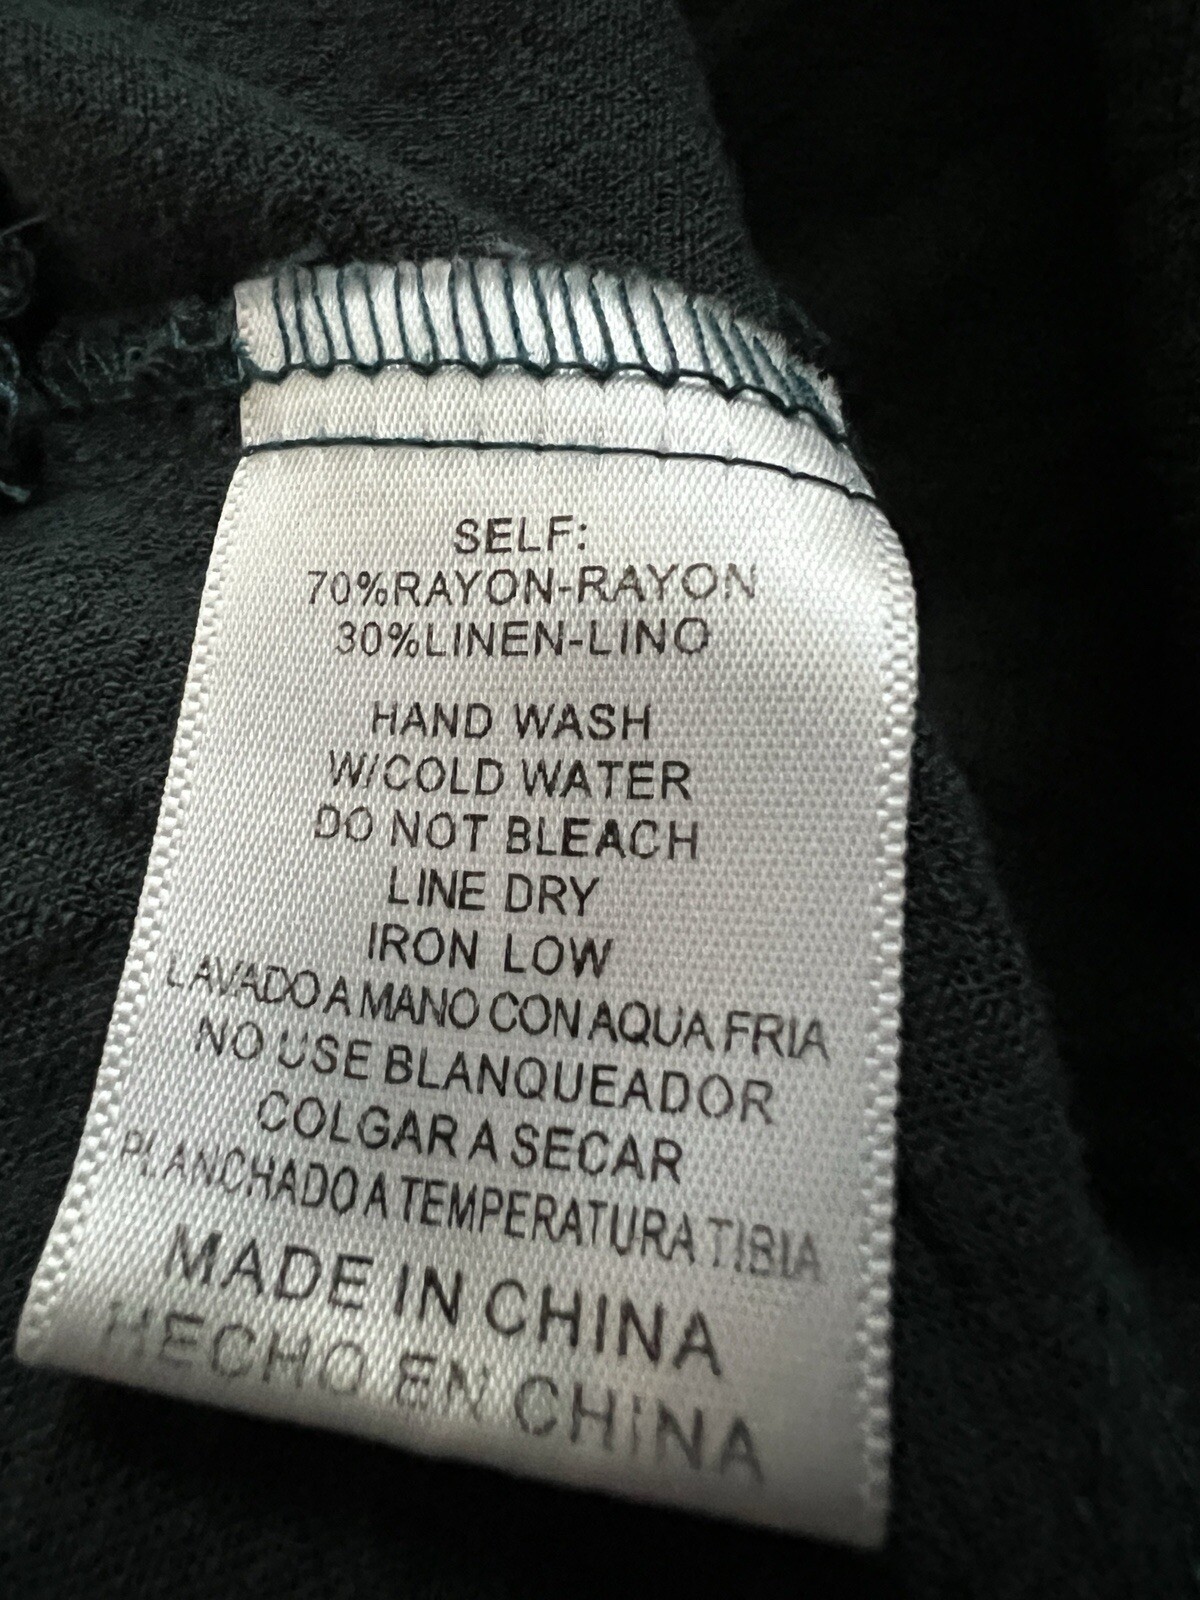 SELF:
70%RAYON-RAYON
30%LINEN-LINO
HAND WASH
W/COLD WATER
DO NOT BLEACH
LINE DRY
IRON LOW
LAVADO A MANO CON AQUA FRIA
NO USE BLANQUEADOR
COLGAR A SECAR
PLANCHADO A TEMPERATURA TIBIA
MADE IN CHINA
HECHO EN CHINA